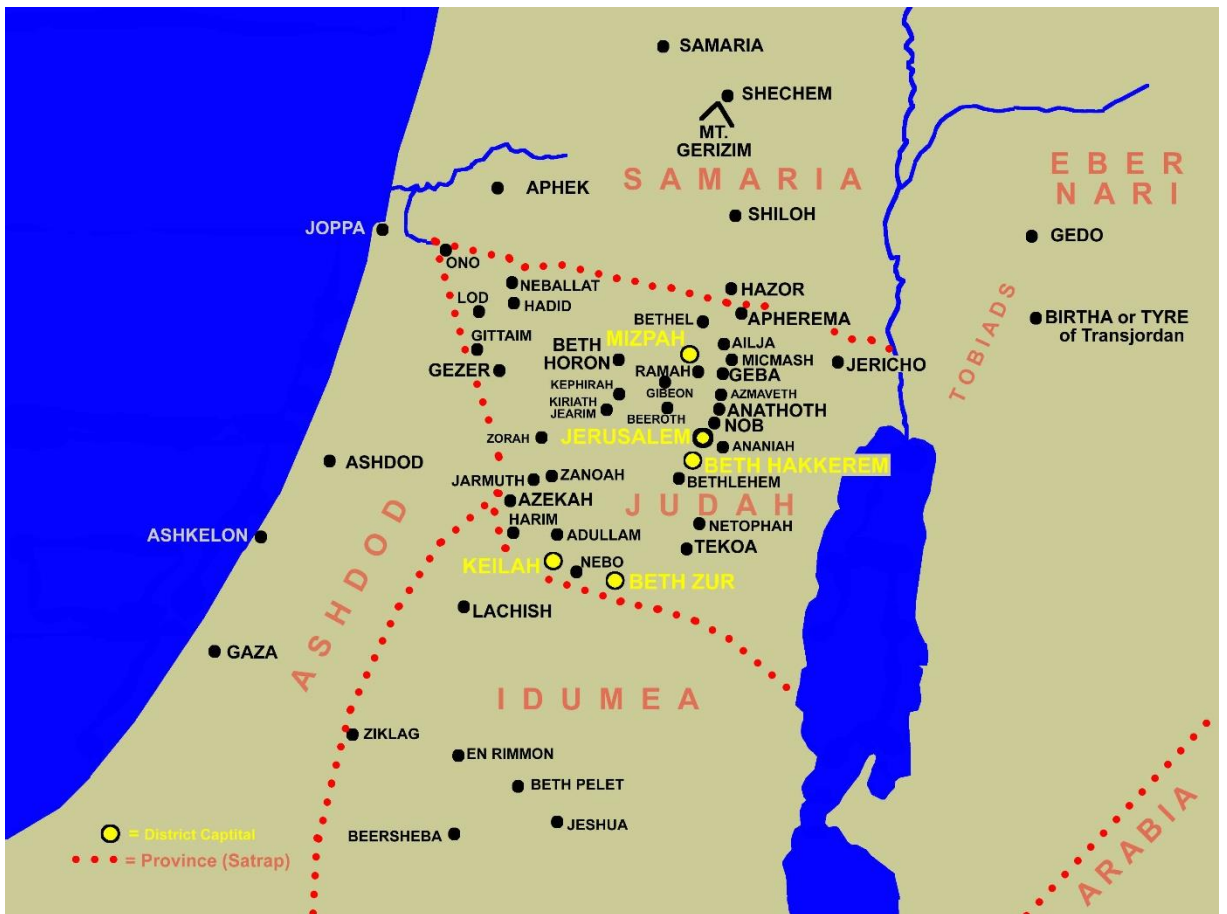 SAMARIA
SHECHEM
MT.
GERIZIM
SAMARIA
EBER
NARI
APHEK
SHILOH
JOPPA
GEDO
ONO
NEBALLAT
HAZOR
LOD
HADID
TOBIADS
BETHEL
APHEREMA
BIRTHA or TYRE
of Transjordan
GITTAIM
BETH
HORON
MIZPAH
AILJA
MICMASH
JERICHO
GEZER
RAMAH
GEBA
KEPHIRAH
GIBEON
AZMAVETH
KIRIATH
JEARIM
BEEROTH
ANATHOTH
NOB
ZORAH
JERUSALEM
ANANIAH
ASHDOD
BETH HAKKEREM
JARMUTH
ZANOAH
BETHLEHEM
AZEKAH
JUDAH
HARIM
ADULLAM
NETOPHAH
ASHKELON
TEKOA
KEILAH
NEBO
BETH ZUR
ASHDOD
LACHISH
GAZA
IDUMEA
ZIKLAG
EN RIMMON
BETH PELET
JESHUA
BEERSHEBA
ARABIA
= District Captital
= Province (Satrap)